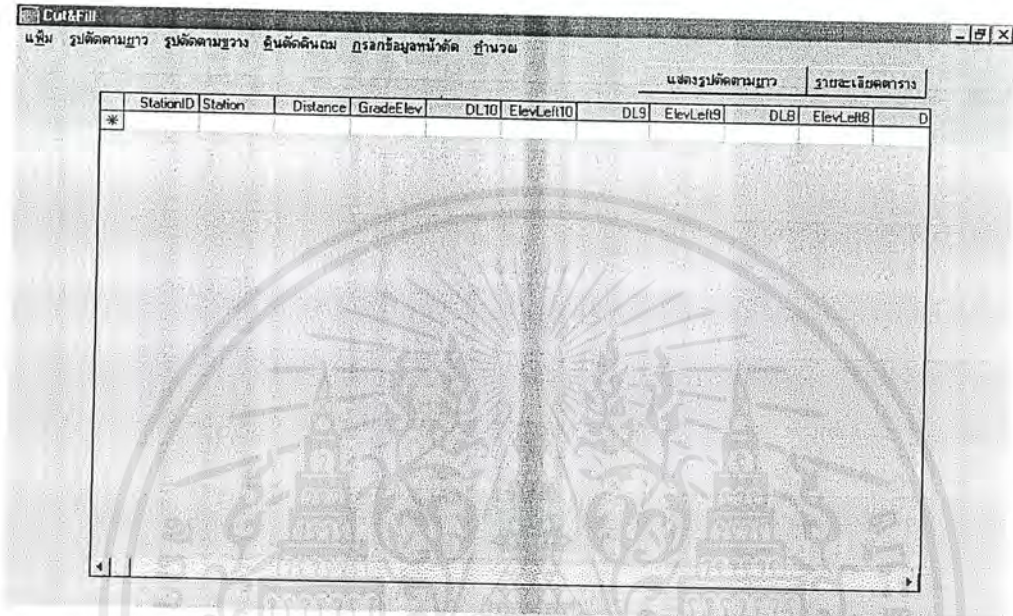 Cut&Fill
แฟ้ม รูปตัดตามยาว รูปตัดตามขวาง ดินตัดดินถม กรอกข้อมูลหน้าตัด คำนวณ
แสดงรูปตัดตามยาว รายละเอียดตาราง
StationID Station Distance GradeElev DL10 ElevLeft10 DL9 ElevLeft9 DL8 ElevLeft8 D